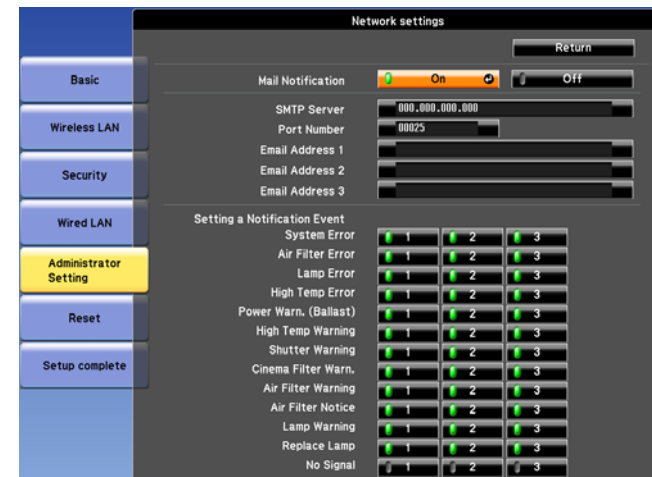 Network settings
Return
Basic
Wireless LAN
Security
Wired LAN
Administrator
Setting
Reset
Setup complete
Mail Notification On Off
SMTP Server 000.000.000.000
Port Number 00025
Email Address 1
Email Address 2
Email Address 3
Setting a Notification Event
System Error 1 2 3
Air Filter Error 1 2 3
Lamp Error 1 2 3
High Temp Error 1 2 3
Power Warn. (Ballast) 1 2 3
High Temp Warning 1 2 3
Shutter Warning 1 2 3
Cinema Filter Warn. 1 2 3
Air Filter Warning 1 2 3
Air Filter Notice 1 2 3
Lamp Warning 1 2 3
Replace Lamp 1 2 3
No Signal 1 2 3